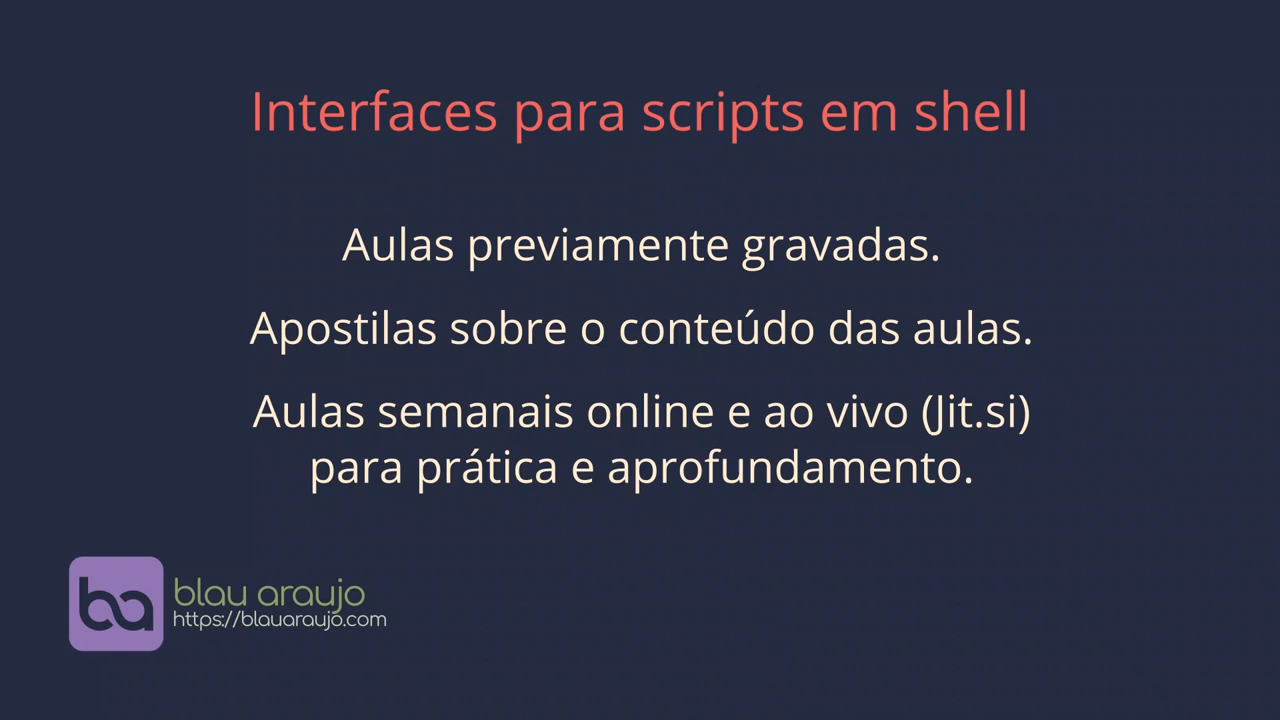 Interfaces para scripts em shell
Aulas previamente gravadas.
Apostilas sobre o conteúdo das aulas.
Aulas semanais online e ao vivo (Jit.si)
para prática e aprofundamento.
ba
blau araujo
https://blauaraujo.com